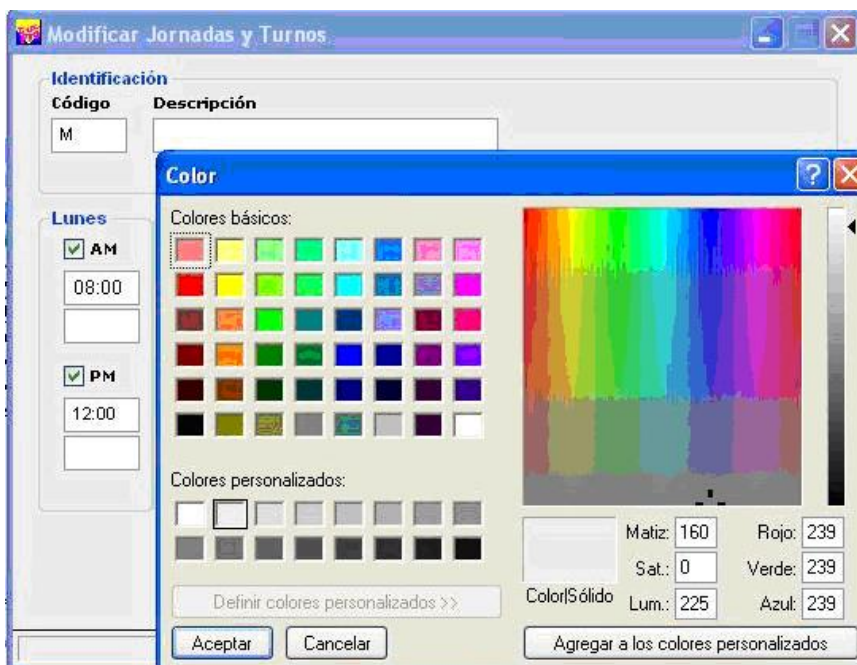 Modificar Jornadas y Turnos
Identificación
Código Descripción
M
Color
Colores básicos:
Lunes
AM
08:00
PM
12:00
Colores personalizados:
Matiz: 160 Rojo: 239
Sat.: 0 Verde: 239
Color|Sólido Lum.: 225 Azul: 239
Definir colores personalizados >>
Aceptar Cancelar Agregar a los colores personalizados